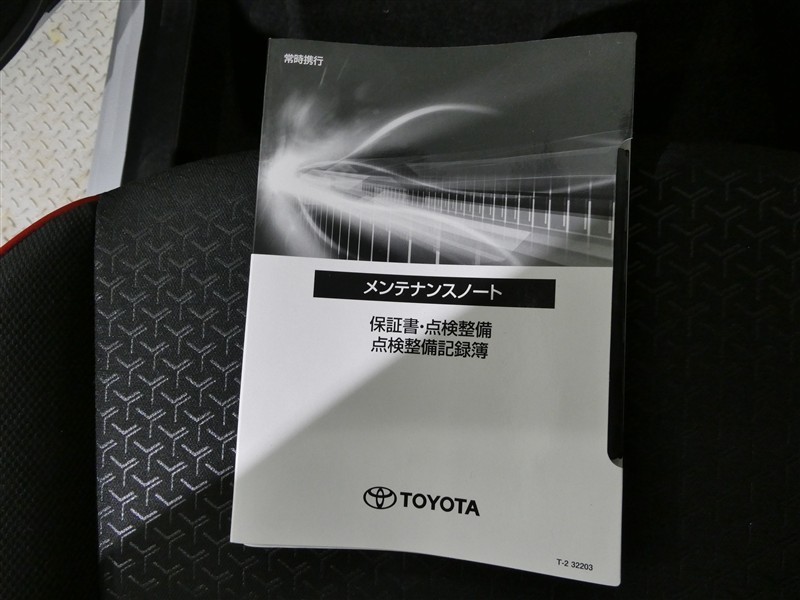 常時携行
メンテナンスノート
保証書・点検整備
点検整備記録簿
TOYOTA
T-2 32203